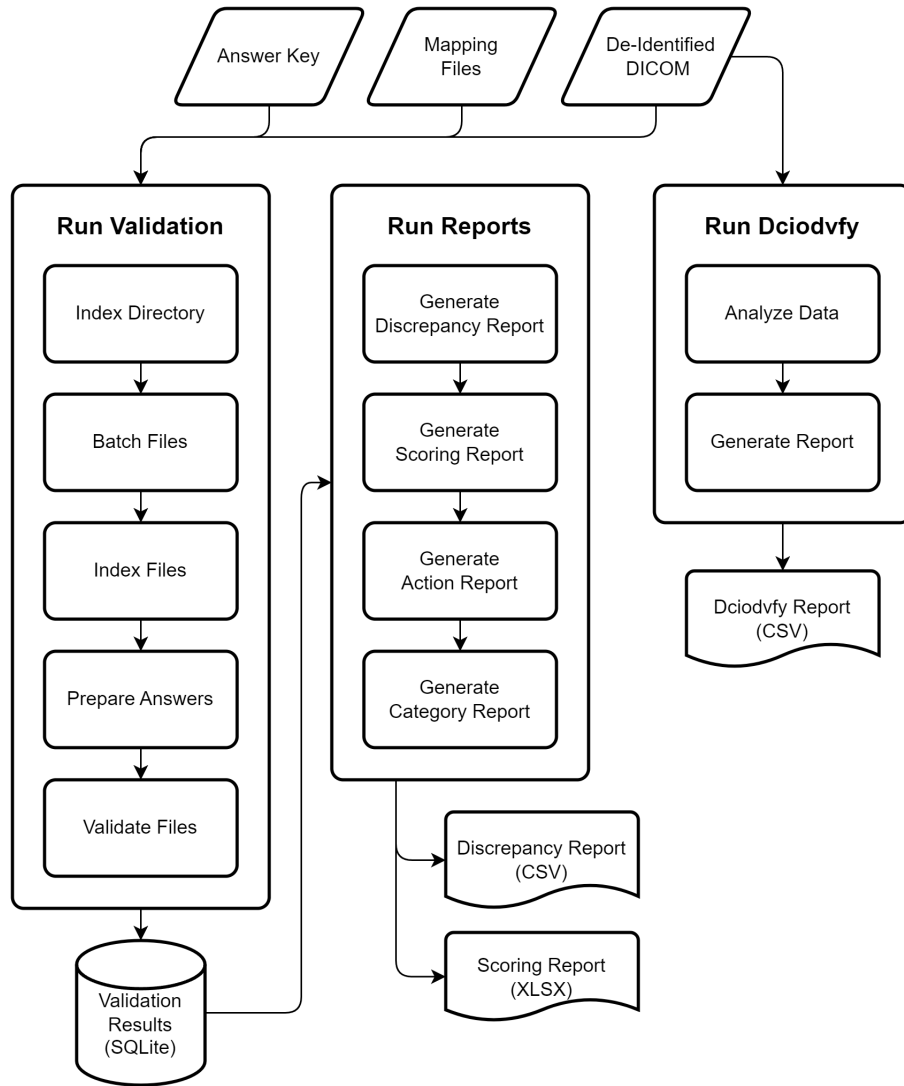 Answer Key
Mapping
Files
De-Identified
DICOM
Run Validation
Index Directory
Batch Files
Index Files
Prepare Answers
Validate Files
Validation
Results
(SQLite)
Run Reports
Generate
Discrepancy Report
Generate
Scoring Report
Generate
Action Report
Generate
Category Report
Discrepancy Report
(CSV)
Scoring Report
(XLSX)
Run Dciodvfy
Analyze Data
Generate Report
Dciodvfy Report
(CSV)